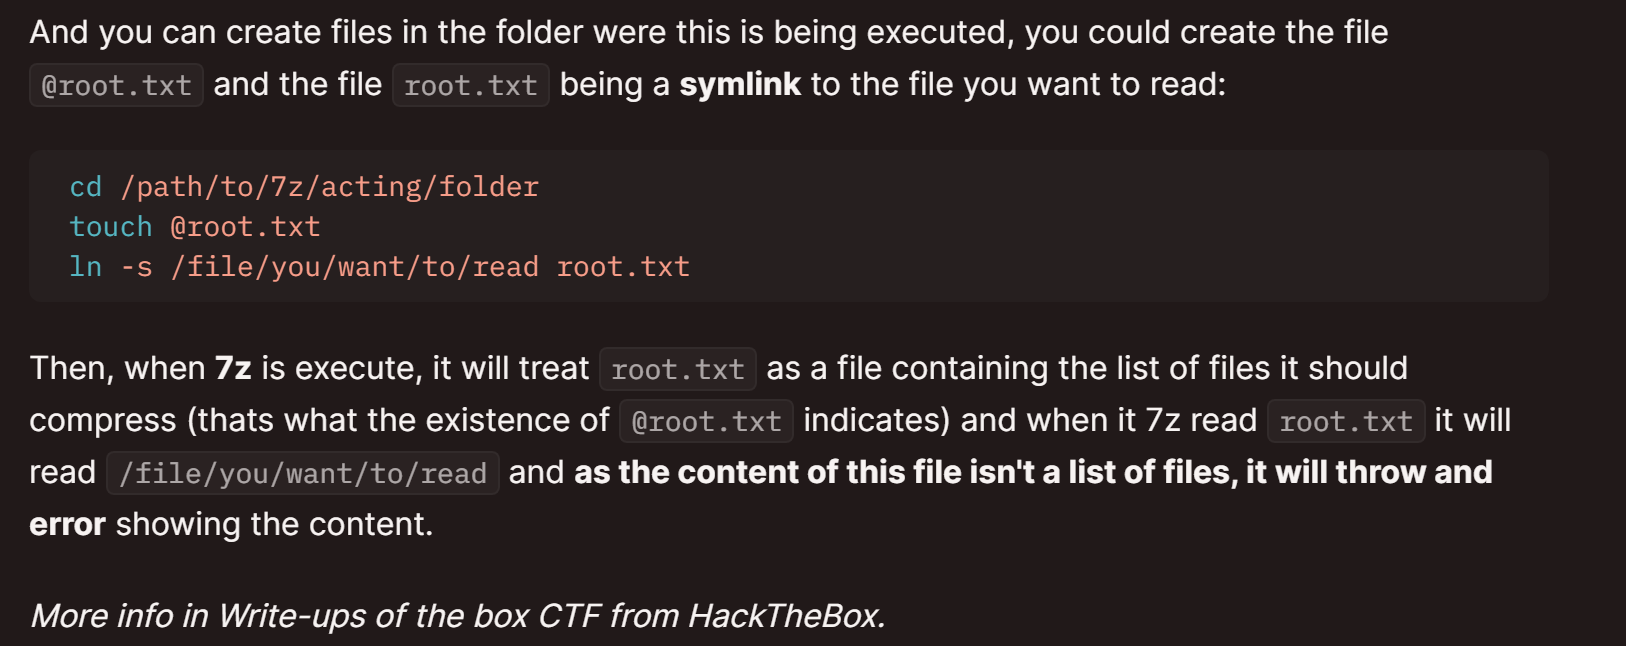 And you can create files in the folder were this is being executed, you could create the file
@root.txt and the file root.txt being a symlink to the file you want to read:
cd /path/to/7z/acting/folder
touch @root.txt
ln -s /file/you/want/to/read root.txt
Then, when 7z is execute, it will treat root.txt as a file containing the list of files it should
compress (thats what the existence of @root.txt indicates) and when it 7z read root.txt it will
read /file/you/want/to/read and as the content of this file isn't a list of files, it will throw and
error showing the content.
More info in Write-ups of the box CTF from HackTheBox.